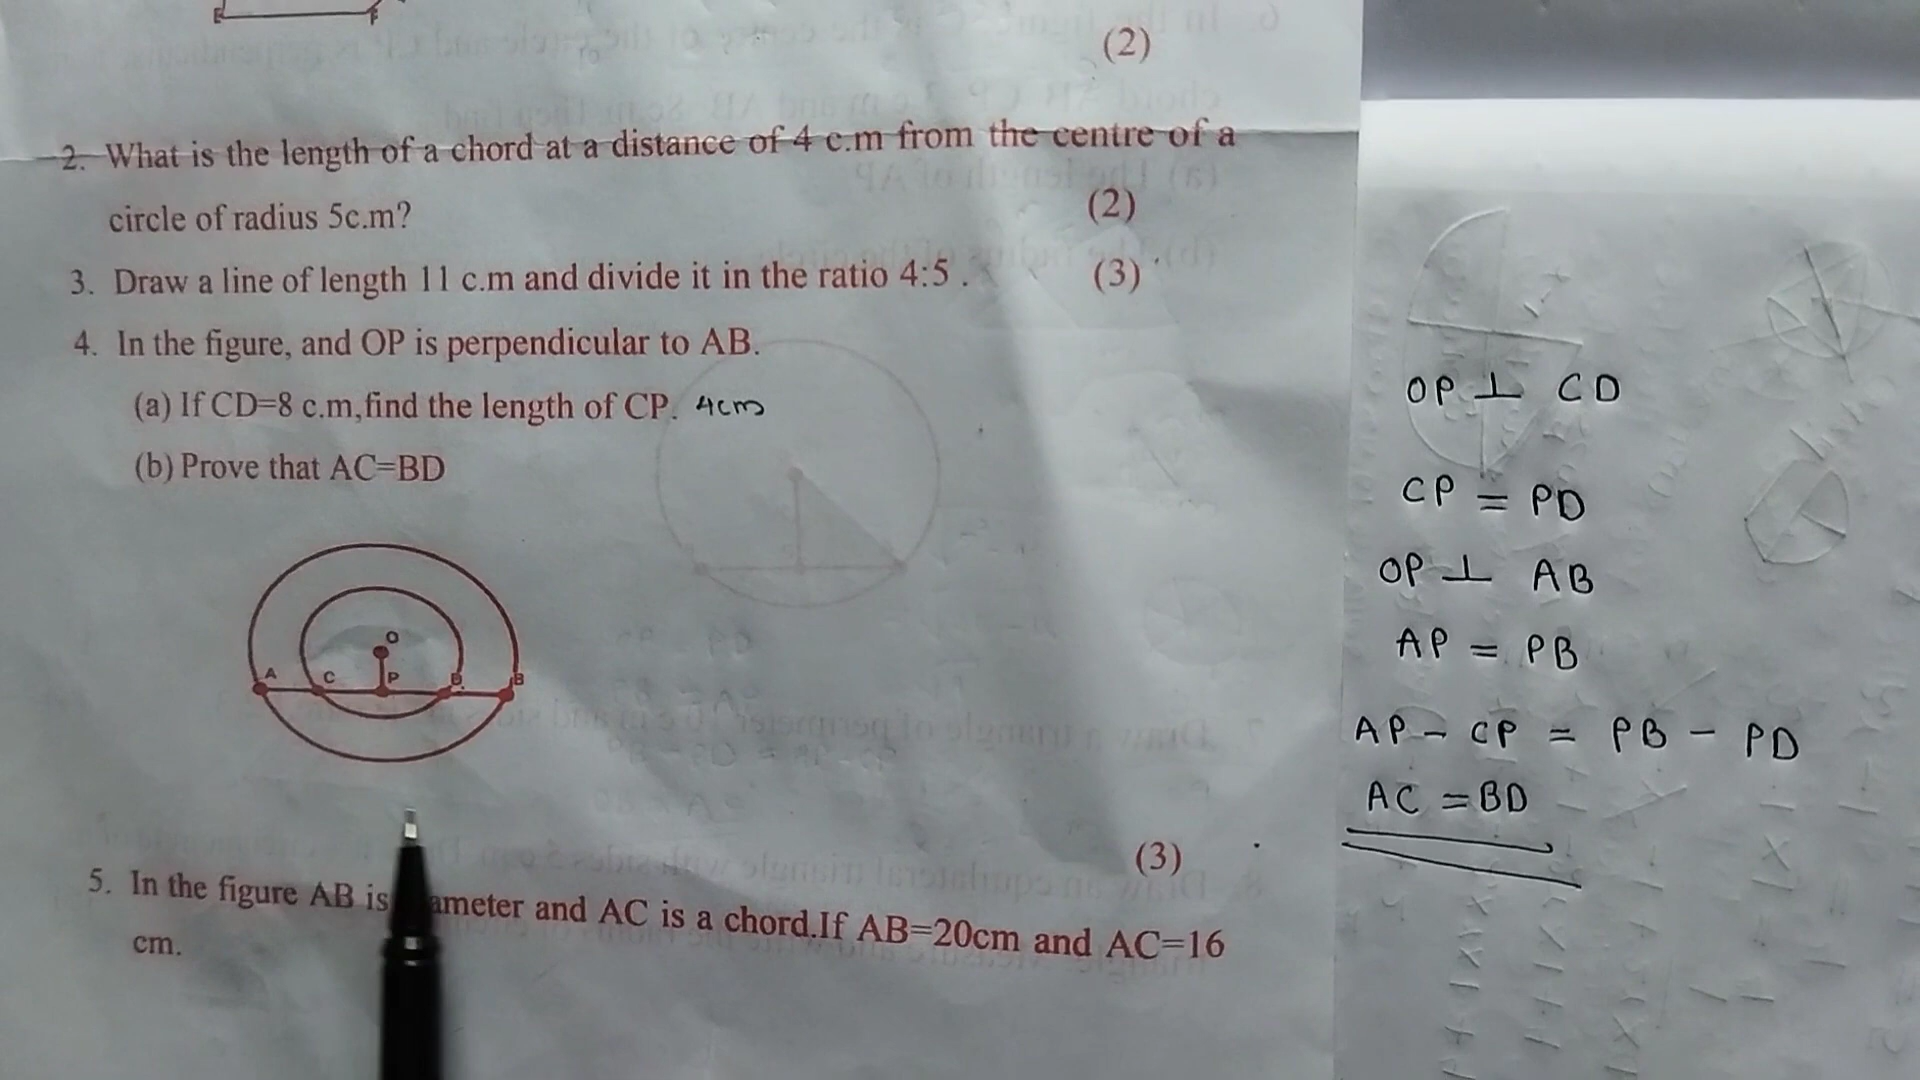 E F
(2)
2. What is the length of a chord at a distance of 4 c.m from the centre of a
circle of radius 5c.m?
(2)
3. Draw a line of length 11 c.m and divide it in the ratio 4:5 .
(3)
4. In the figure, and OP is perpendicular to AB.
(a) If CD=8 c.m,find the length of CP. 4cm
(b) Prove that AC=BD
O
A C P D B
(3)
5. In the figure AB is ameter and AC is a chord.If AB=20cm and AC=16
cm.
OP ⊥ CD
CP = PD
OP ⊥ AB
AP = PB
AP - CP = PB - PD
AC = BD